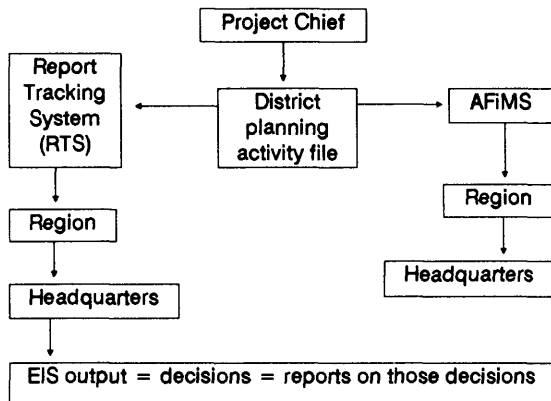 Project Chief
Report
Tracking
System
(RTS)
District
planning
activity file
AFiMS
Region
Headquarters
Region
Headquarters
EIS output = decisions = reports on those decisions